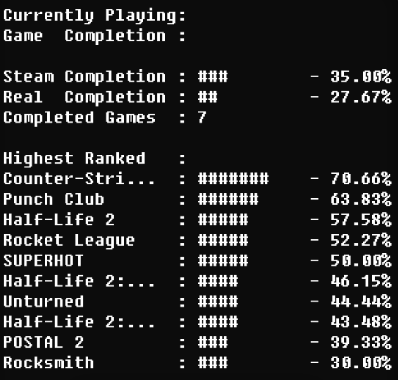 Currently Playing:
Game  Completion :
Steam Completion : ###        - 35.00%
Real  Completion : ##         - 27.67%
Completed Games  : 7
Highest Ranked   :
Counter-Stri...  : #######    - 70.66%
Punch Club       : ######     - 63.83%
Half-Life 2      : #####      - 57.58%
Rocket League    : #####      - 52.27%
SUPERHOT         : #####      - 50.00%
Half-Life 2:...  : ####       - 46.15%
Unturned         : ####       - 44.44%
Half-Life 2:...  : ####       - 43.48%
POSTAL 2         : ###        - 39.33%
Rocksmith        : ###        - 30.00%